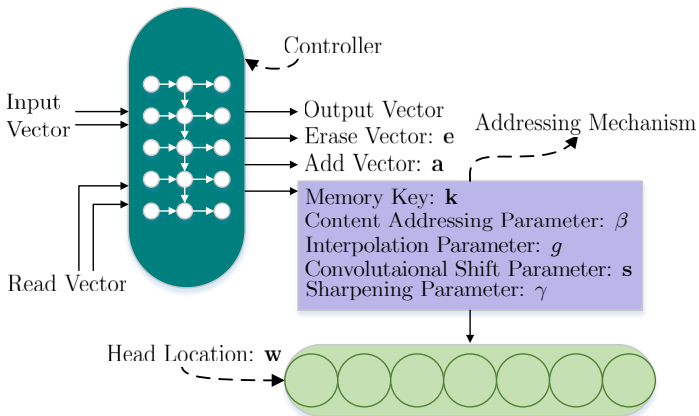 Controller
Input
Vector
Output Vector
Erase Vector: e
Add Vector: a
Addressing Mechanism
Memory Key: k
Content Addressing Parameter: β
Interpolation Parameter: g
Convolutaional Shift Parameter: s
Sharpening Parameter: γ
Read Vector
Head Location: w